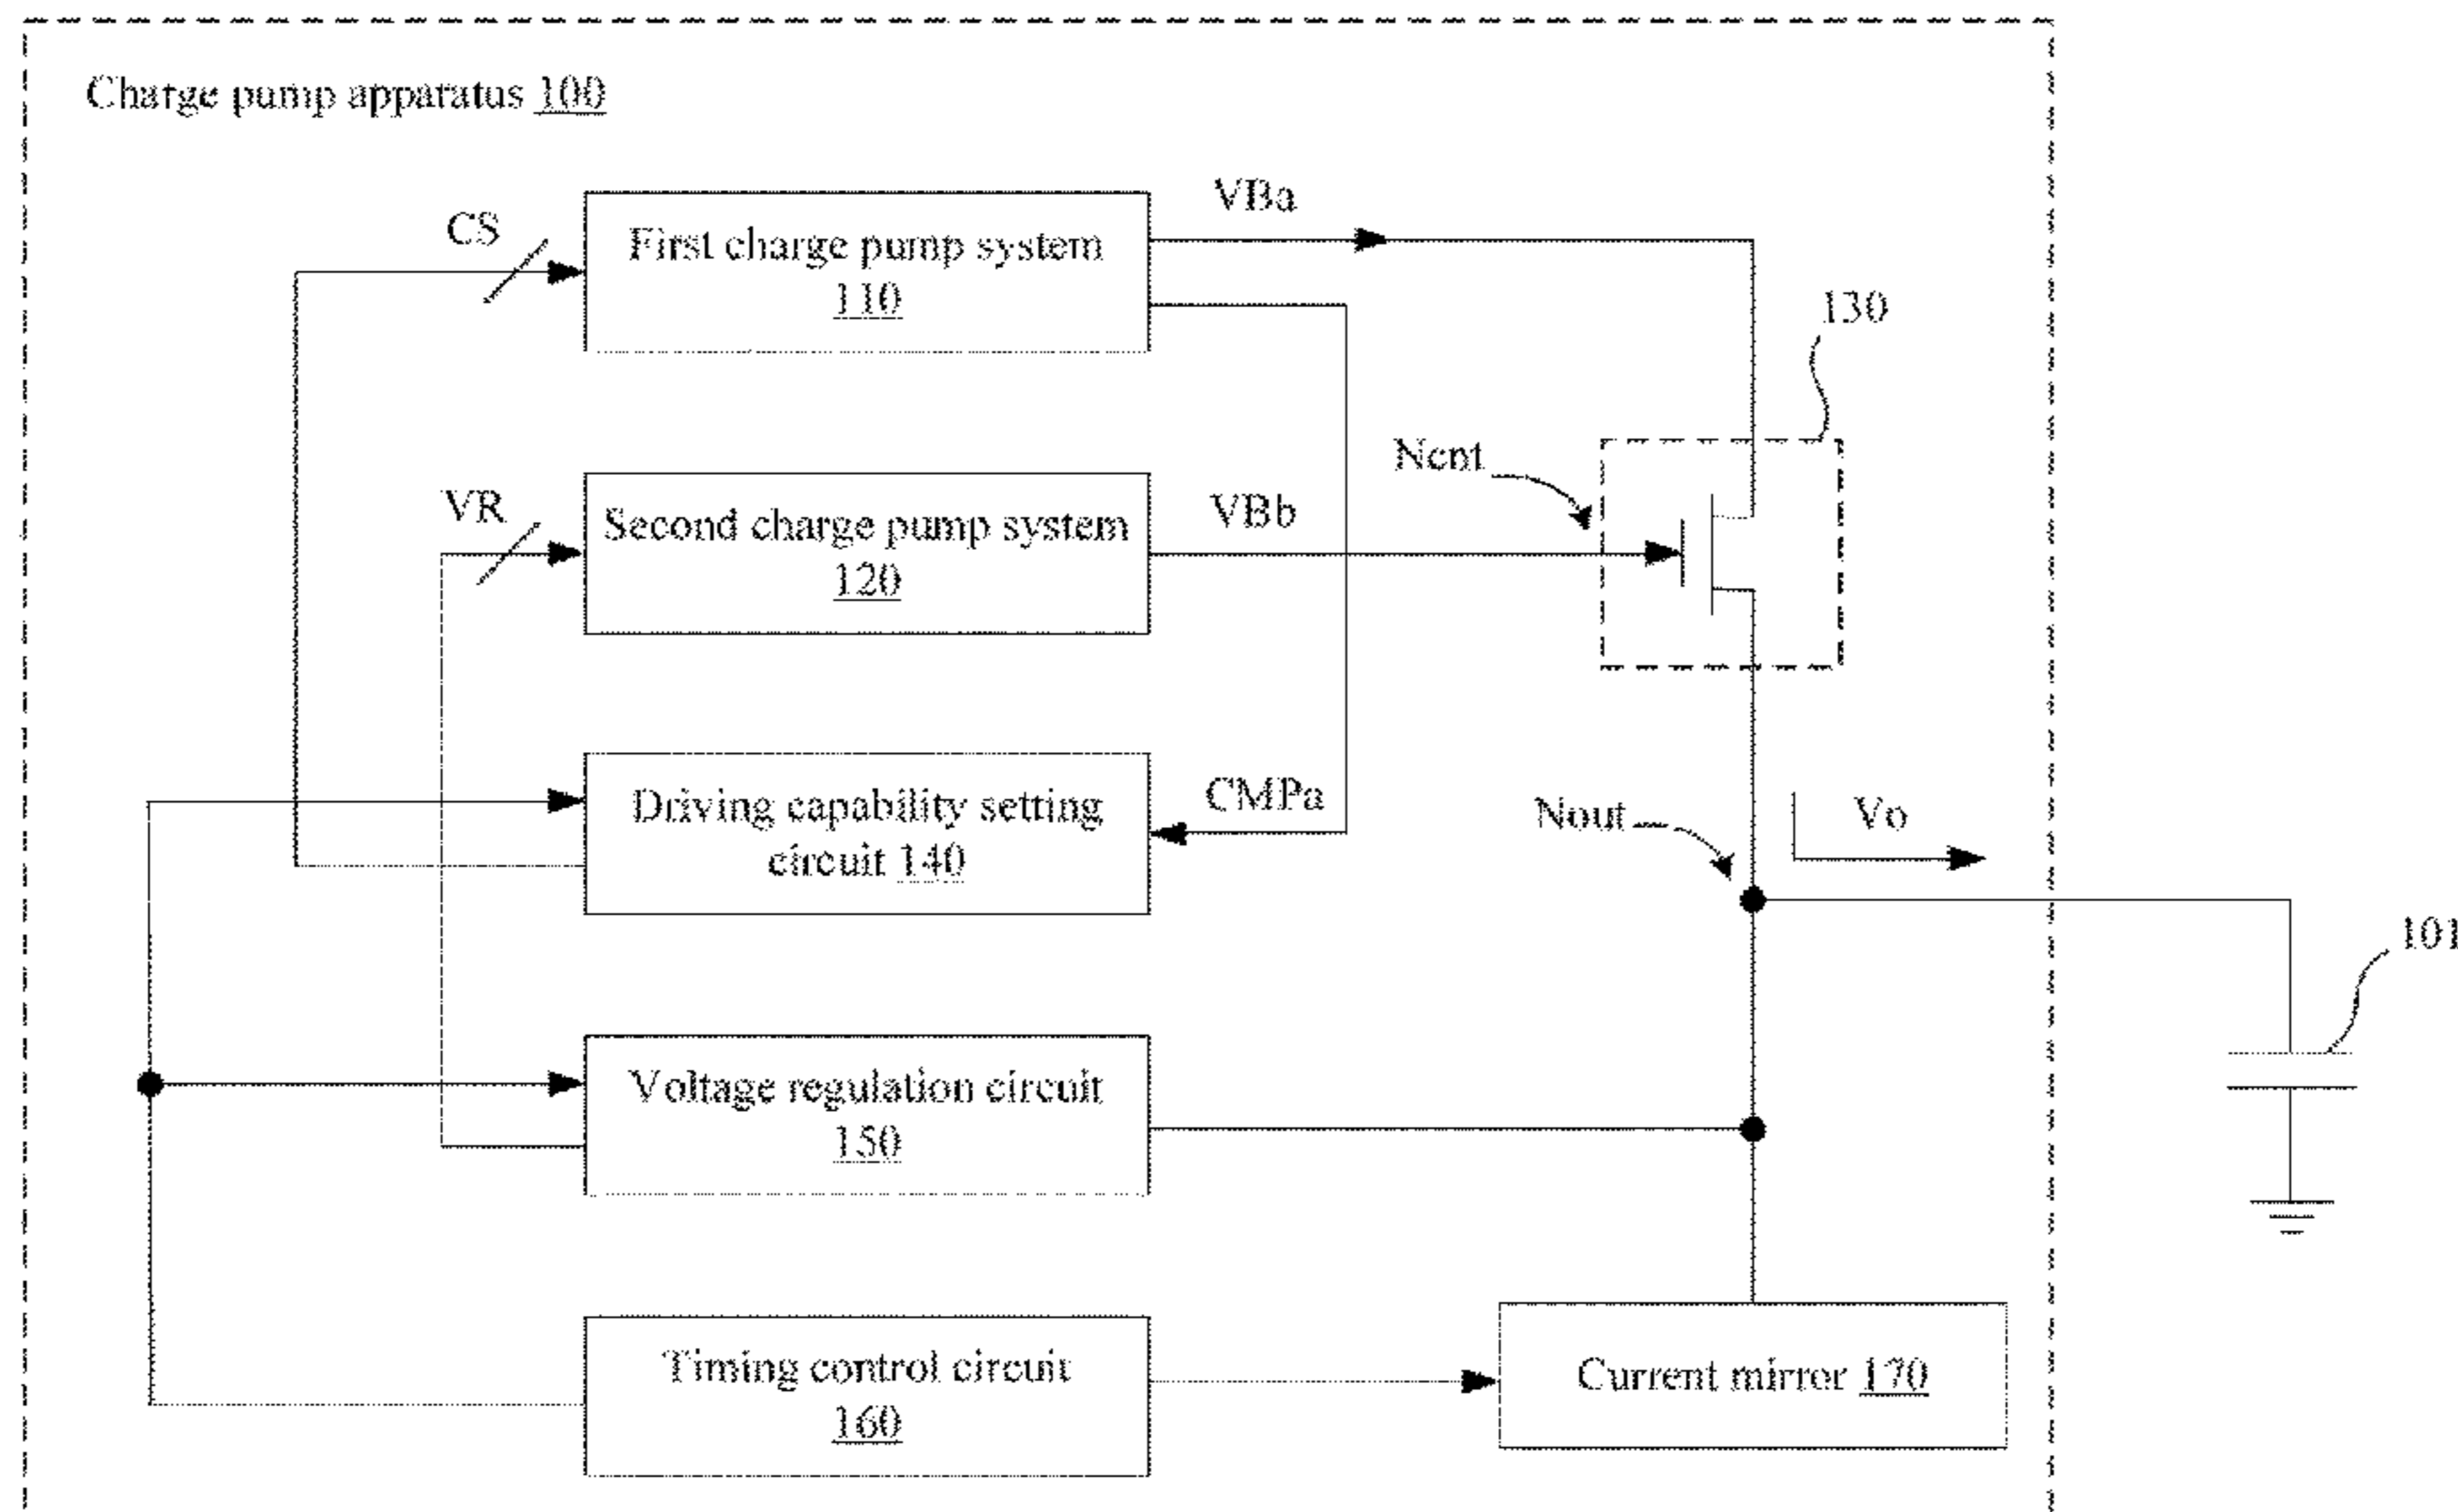 Charge pump apparatus 100
CS
First charge pump system
110
VBa
130
Ncnt
VR
Second charge pump system
120
VBb
Driving capability setting
circuit 140
CMPa
Nout
Vo
101
Voltage regulation circuit
150
Timing control circuit
160
Current mirror 170